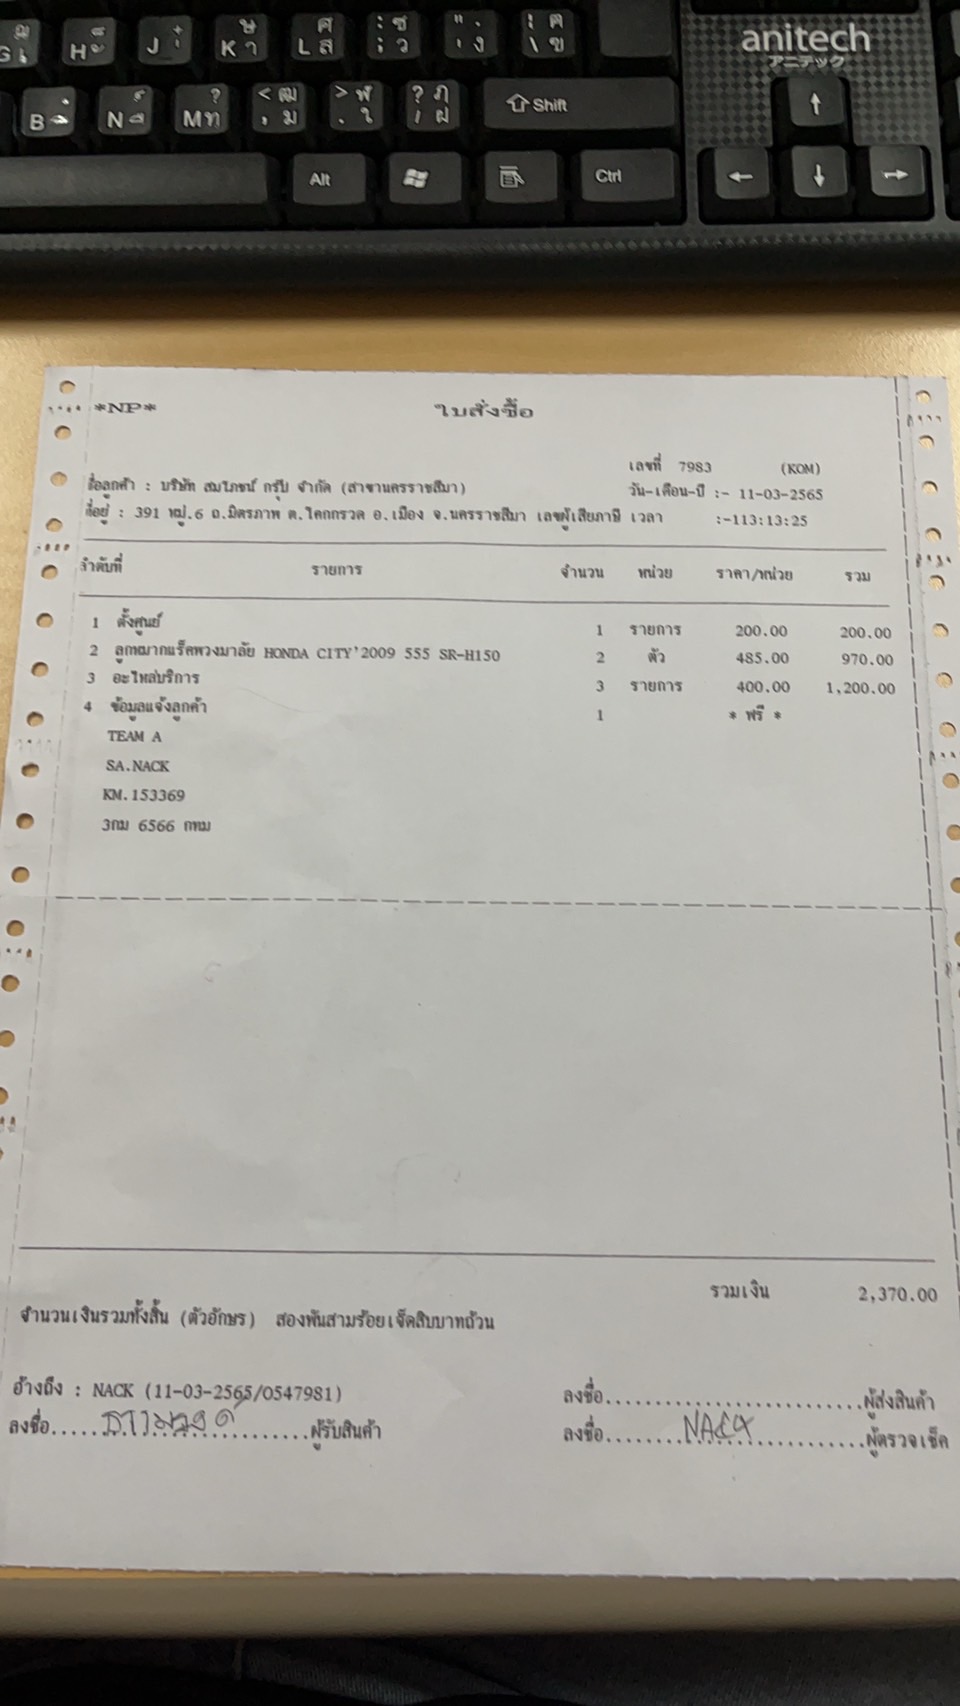 anitech
アニテック
Shift
Alt
Ctrl
*NP*
ใบสั่งซื้อ
เลขที่ 7983 (KOM)
ชื่อลูกค้า : บริษัท สมโภชน์ กรุ๊ป จำกัด (สาขานครราชสีมา) วัน-เดือน-ปี :- 11-03-2565
ที่อยู่ : 391 หมู่.6 ถ.มิตรภาพ ต.โคกกรวด อ.เมือง จ.นครราชสีมา เลขผู้เสียภาษี เวลา :-113:13:25
ลำดับที่ รายการ จำนวน หน่วย ราคา/หน่วย รวม
1 ตั้งศูนย์ 1 รายการ 200.00 200.00
2 ลูกหมากแร็คพวงมาลัย HONDA CITY'2009 555 SR-H150 2 ตัว 485.00 970.00
3 อะไหล่บริการ 3 รายการ 400.00 1,200.00
4 ข้อมูลแจ้งลูกค้า 1 * ฟรี *
TEAM A
SA.NACK
KM.153369
3กม 6566 กทม
รวมเงิน 2,370.00
จำนวนเงินรวมทั้งสิ้น (ตัวอักษร) สองพันสามร้อยเจ็ดสิบบาทถ้วน
อ้างถึง : NACK (11-03-2565/0547981)
ลงชื่อ..............................ผู้ส่งสินค้า
ลงชื่อ..............................ผู้รับสินค้า
ลงชื่อ........NACK..............ผู้ตรวจเช็ค